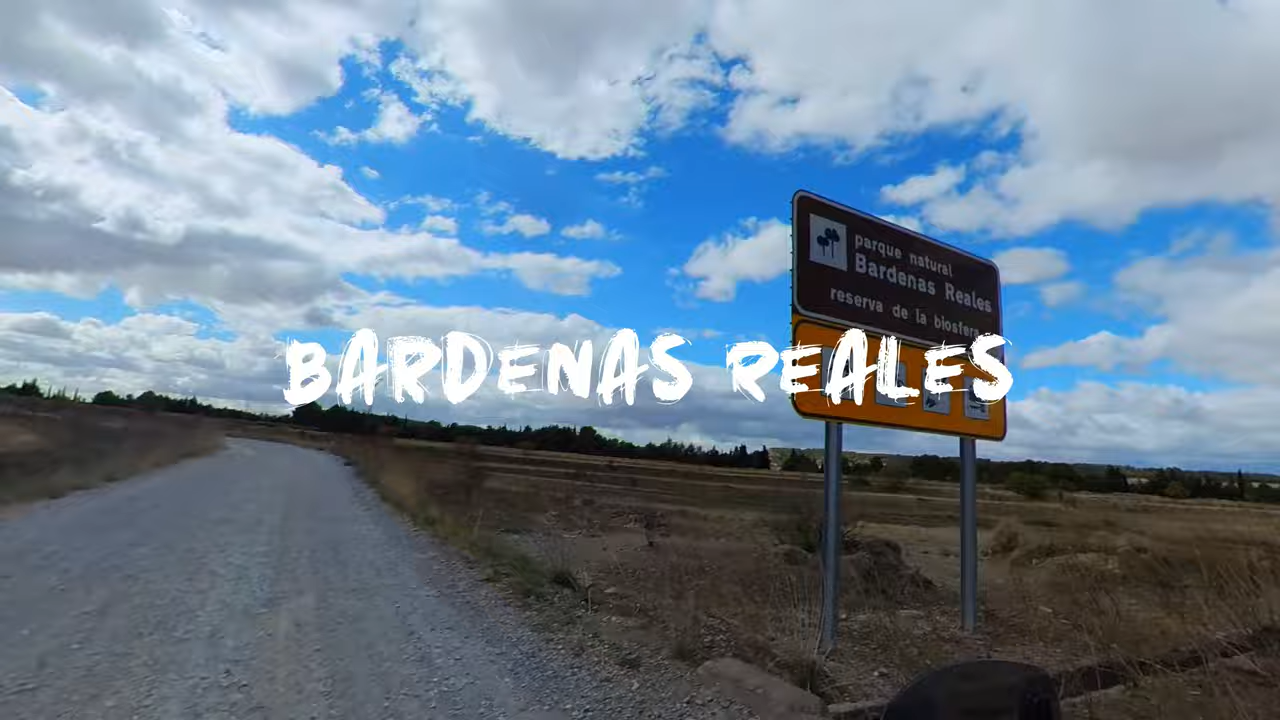 parque natural
Bardenas Reales
reserva de la biosfera
BARDENAS REALES